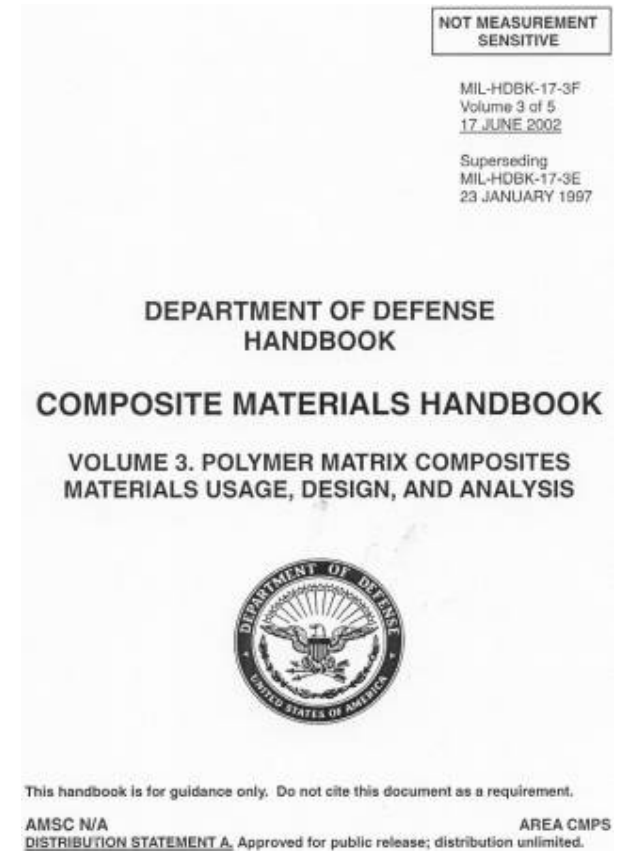 NOT MEASUREMENT
SENSITIVE
MIL-HDBK-17-3F
Volume 3 of 5
17 JUNE 2002
Superseding
MIL-HDBK-17-3E
23 JANUARY 1997
DEPARTMENT OF DEFENSE
HANDBOOK
COMPOSITE MATERIALS HANDBOOK
VOLUME 3. POLYMER MATRIX COMPOSITES
MATERIALS USAGE, DESIGN, AND ANALYSIS
DEPARTMENT OF DEFENSE
UNITED STATES OF AMERICA
This handbook is for guidance only. Do not cite this document as a requirement.
AMSC N/A AREA CMPS
DISTRIBUTION STATEMENT A. Approved for public release; distribution unlimited.